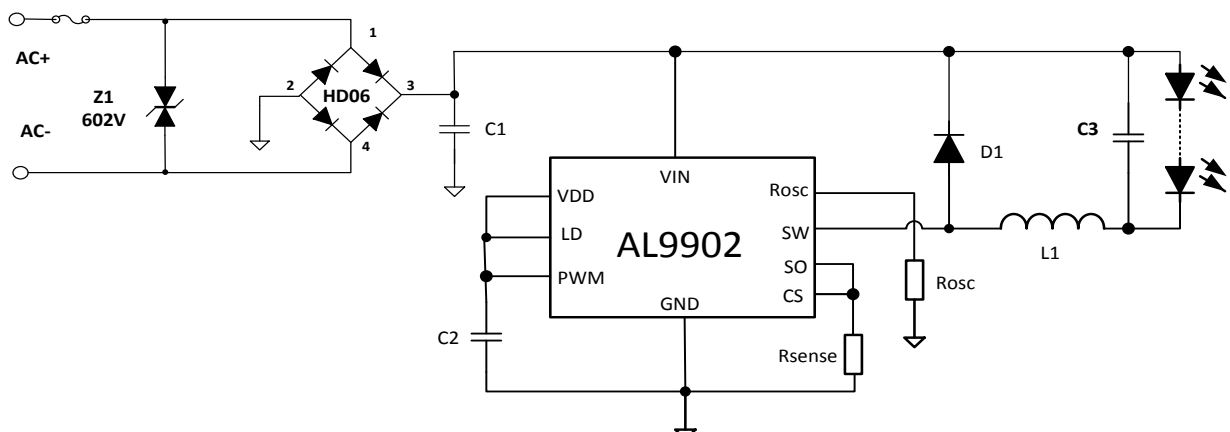 AC+
AC-
Z1
602V
1
2
3
4
HD06
C1
VIN
VDD
LD
PWM
AL9902
GND
Rosc
SW
SO
CS
C2
Rsense
Rosc
D1
L1
C3